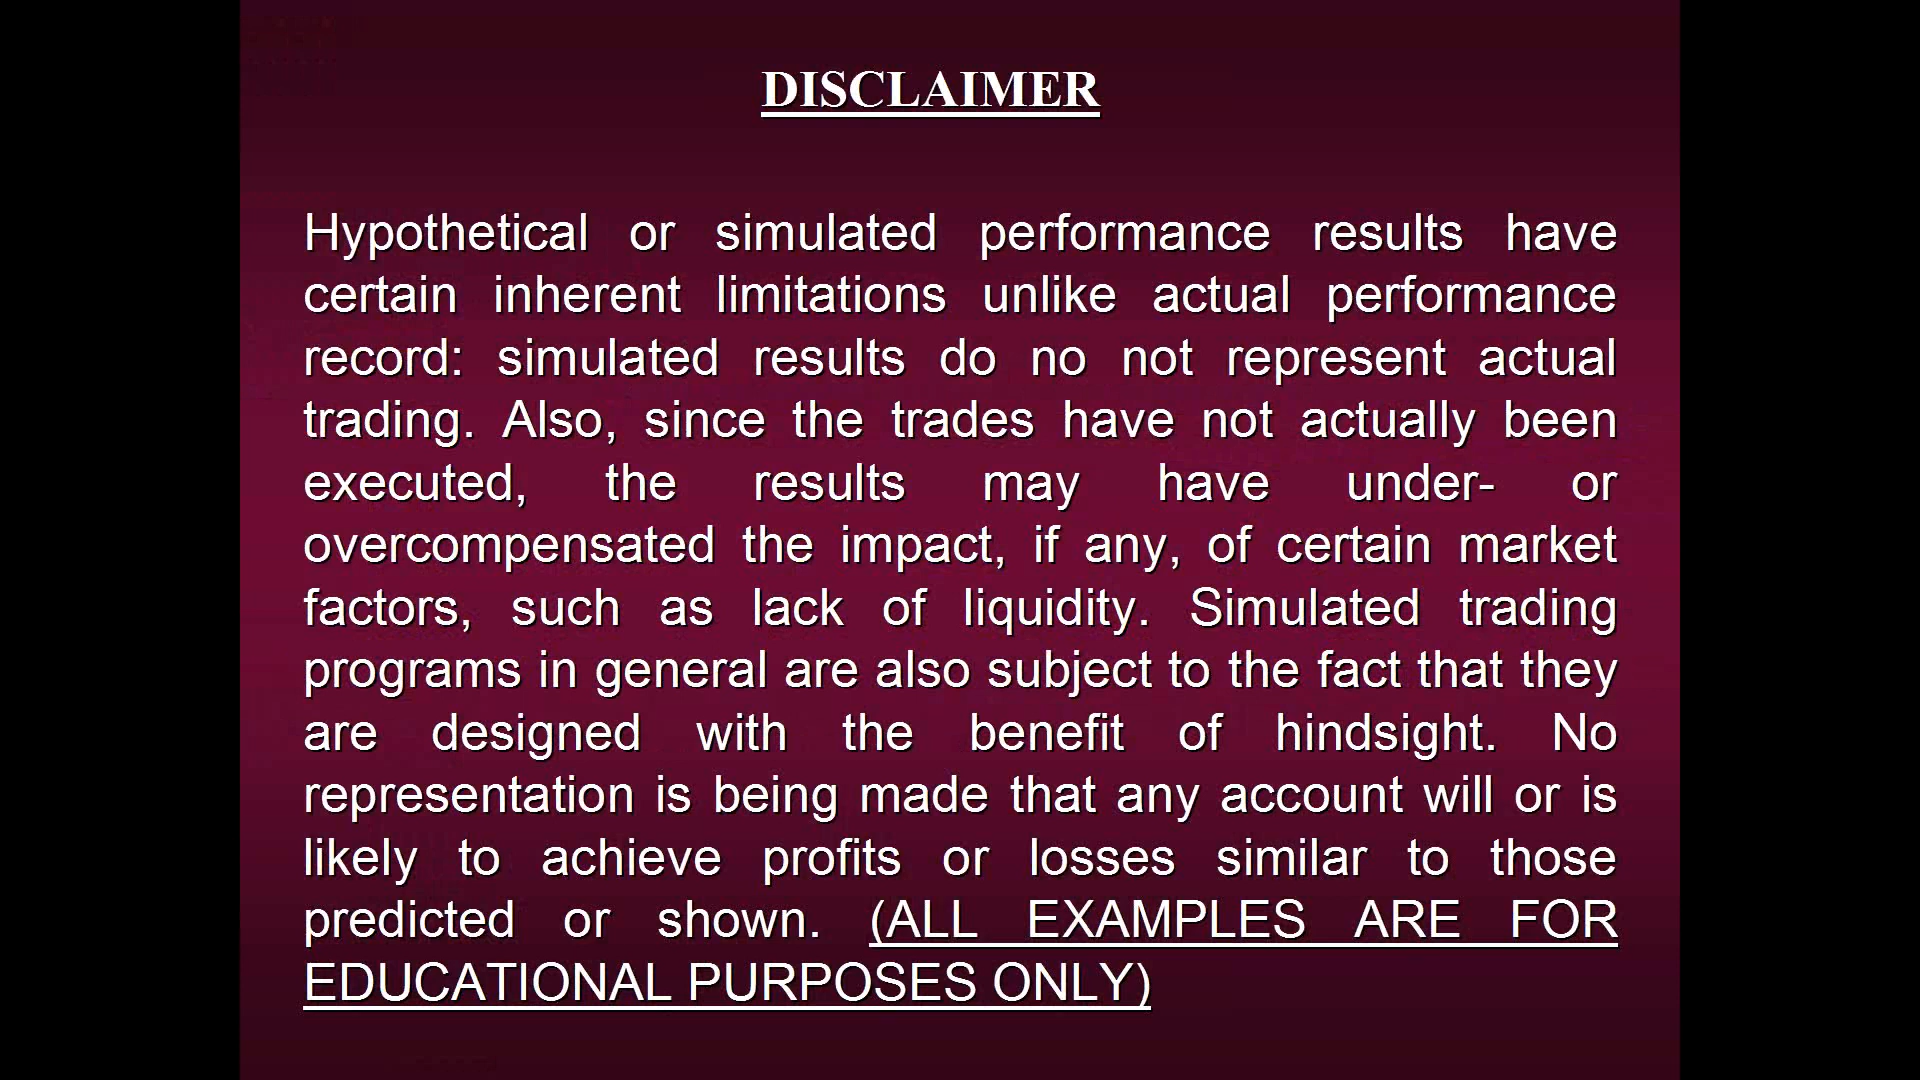 DISCLAIMER
Hypothetical or simulated performance results have
certain inherent limitations unlike actual performance
record: simulated results do no not represent actual
trading. Also, since the trades have not actually been
executed, the results may have under- or
overcompensated the impact, if any, of certain market
factors, such as lack of liquidity. Simulated trading
programs in general are also subject to the fact that they
are designed with the benefit of hindsight. No
representation is being made that any account will or is
likely to achieve profits or losses similar to those
predicted or shown. (ALL EXAMPLES ARE FOR
EDUCATIONAL PURPOSES ONLY)